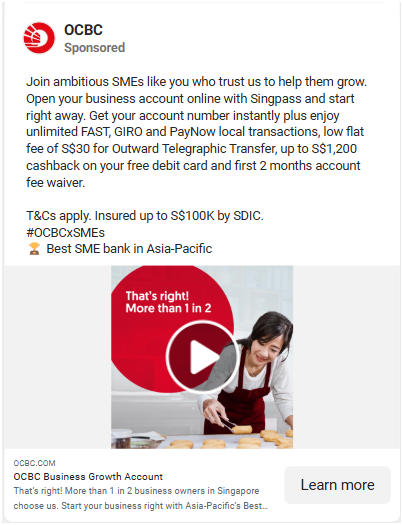 OCBC
Sponsored
Join ambitious SMEs like you who trust us to help them grow.
Open your business account online with Singpass and start
right away. Get your account number instantly plus enjoy
unlimited FAST, GIRO and PayNow local transactions, low flat
fee of S$30 for Outward Telegraphic Transfer, up to S$1,200
cashback on your free debit card and first 2 months account
fee waiver.
T&Cs apply. Insured up to S$100K by SDIC.
#OCBCxSMEs
🏆 Best SME bank in Asia-Pacific
That's right!
More than 1 in 2
OCBC.COM
OCBC Business Growth Account
That's right! More than 1 in 2 business owners in Singapore
choose us. Start your business right with Asia-Pacific's Best...
Learn more